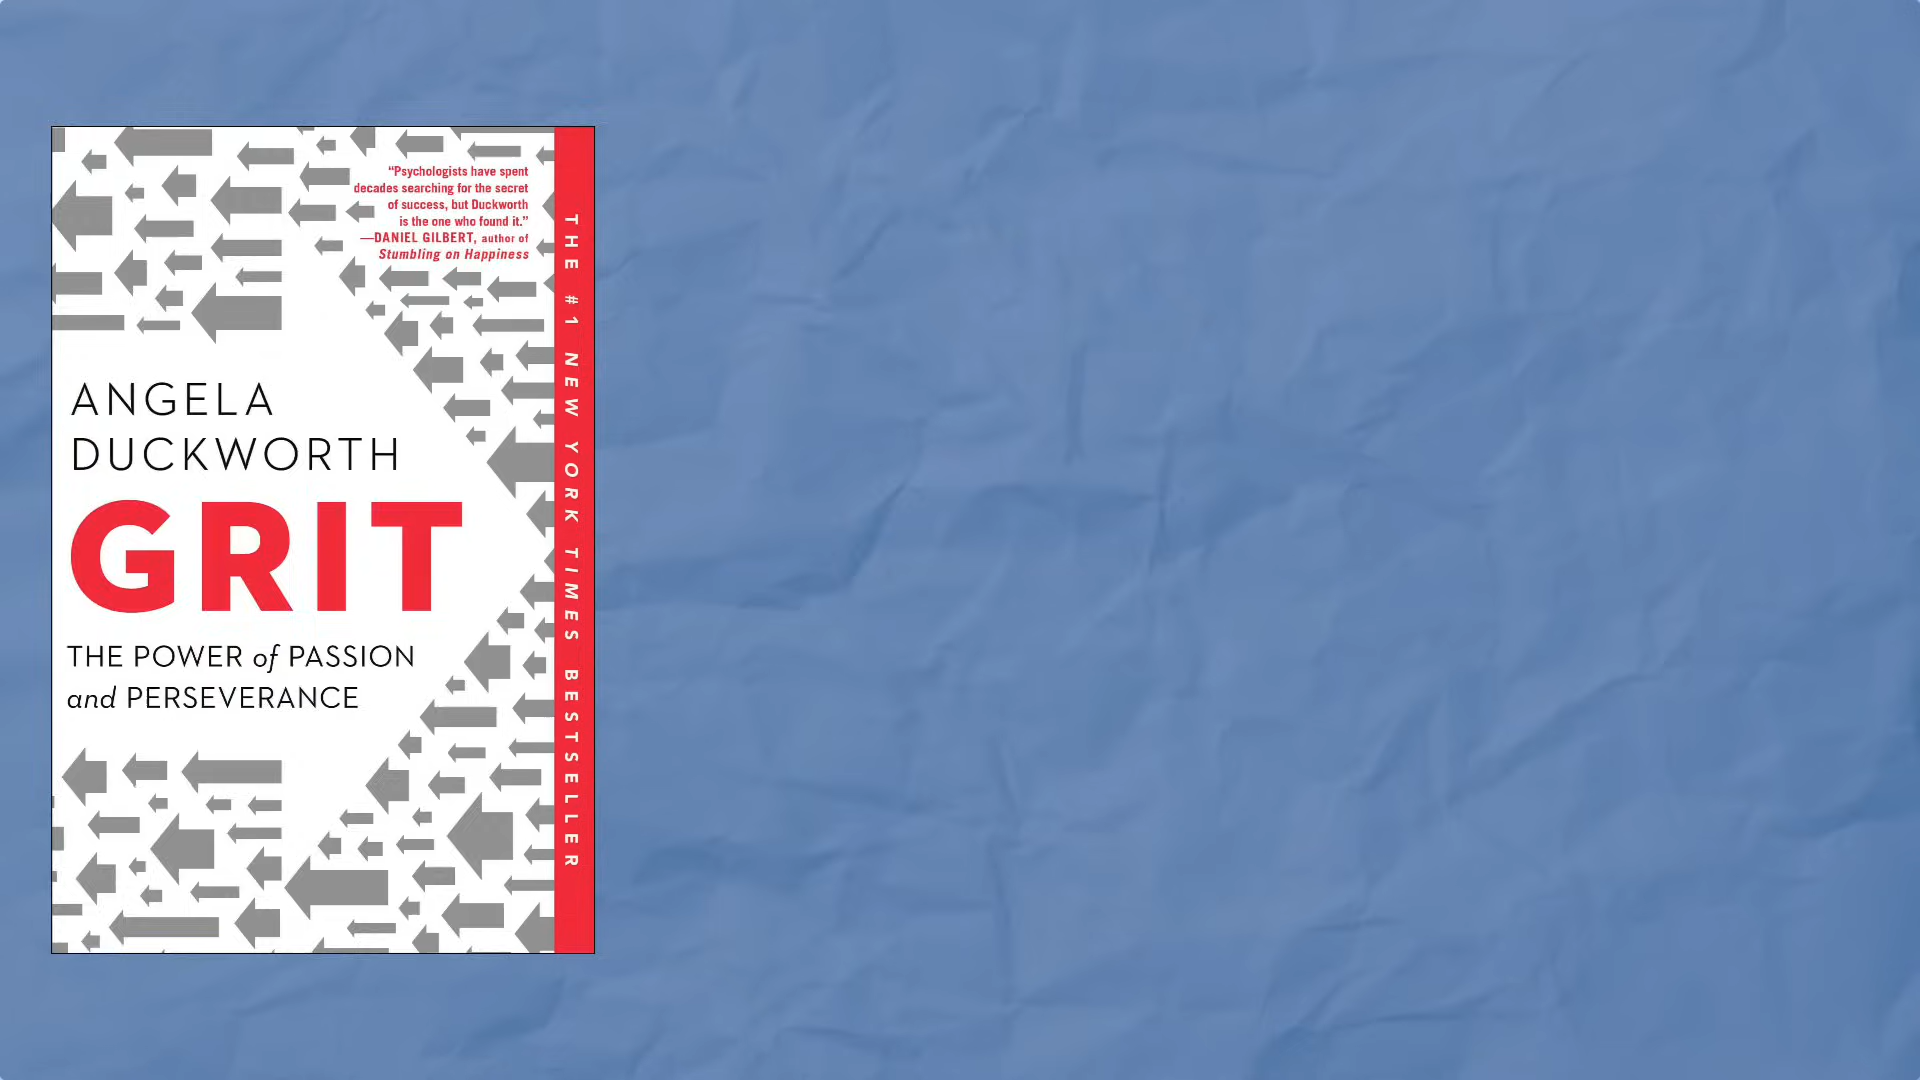 “Psychologists have spent
decades searching for the secret
of success, but Duckworth
is the one who found it.”
—DANIEL GILBERT, author of
Stumbling on Happiness
ANGELA
DUCKWORTH
GRIT
THE POWER of PASSION
and PERSEVERANCE
THE #1 NEW YORK TIMES BESTSELLER